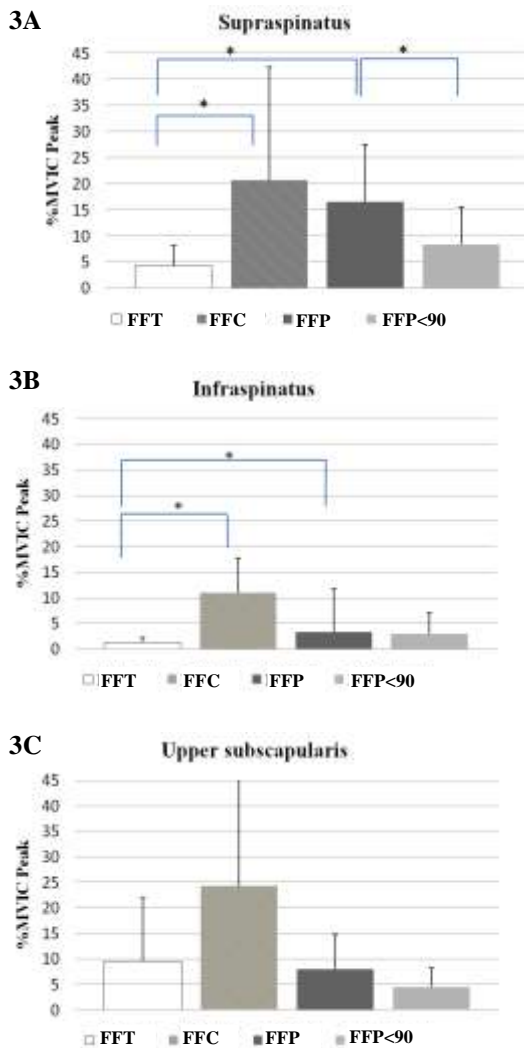 3A
Supraspinatus
%MVIC Peak
45
40
35
30
25
20
15
10
5
0
* * *
FFT FFC FFP FFP<90
3B
Infraspinatus
%MVIC Peak
45
40
35
30
25
20
15
10
5
0
* *
FFT FFC FFP FFP<90
3C
Upper subscapularis
%MVIC Peak
45
40
35
30
25
20
15
10
5
0
FFT FFC FFP FFP<90